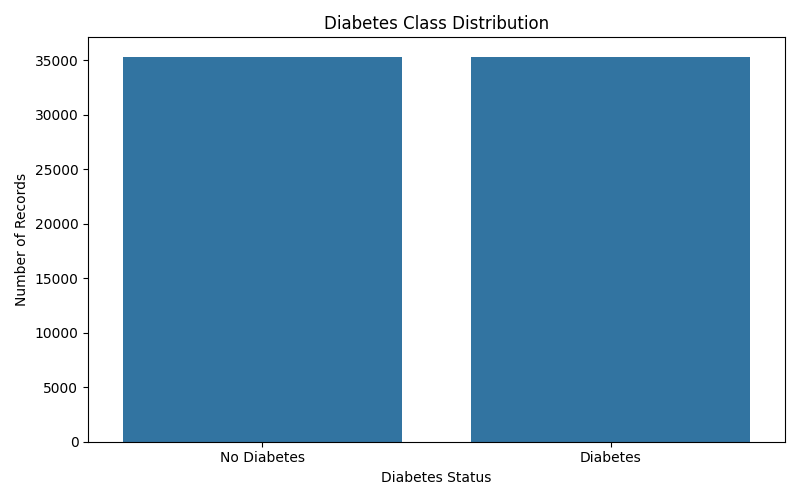 Diabetes Class Distribution
Number of Records
35000
30000
25000
20000
15000
10000
5000
0
No Diabetes
Diabetes
Diabetes Status